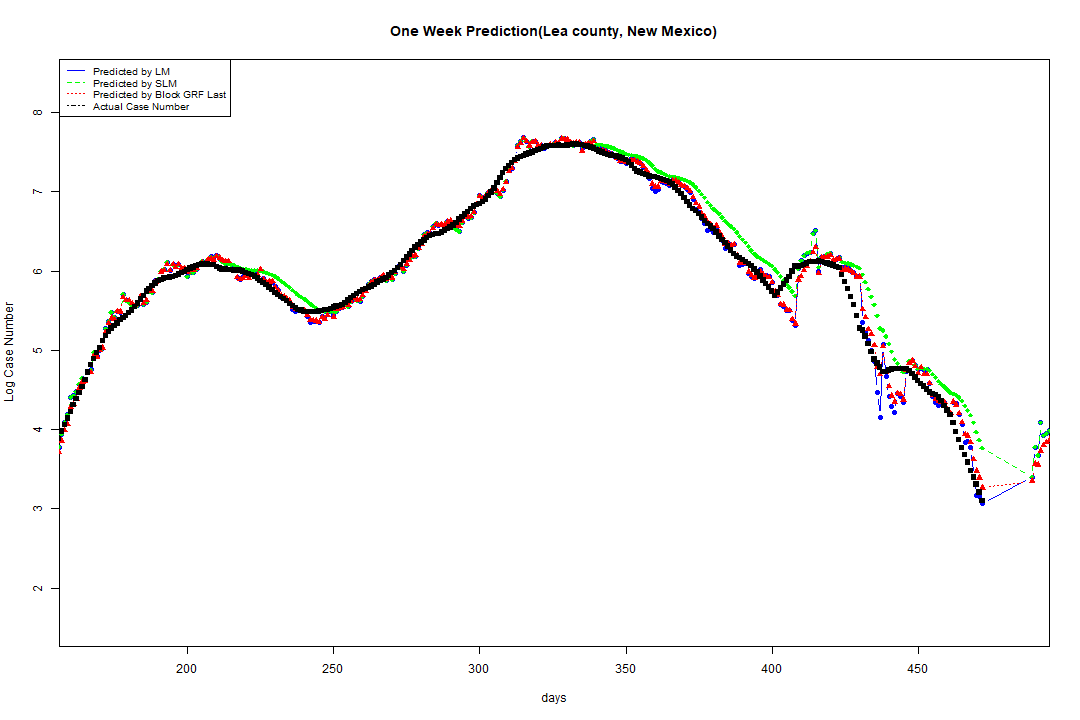 One Week Prediction(Lea county, New Mexico)
Predicted by LM
Predicted by SLM
Predicted by Block GRF Last
Actual Case Number
Log Case Number
8
7
6
5
4
3
2
200 250 300 350 400 450
days